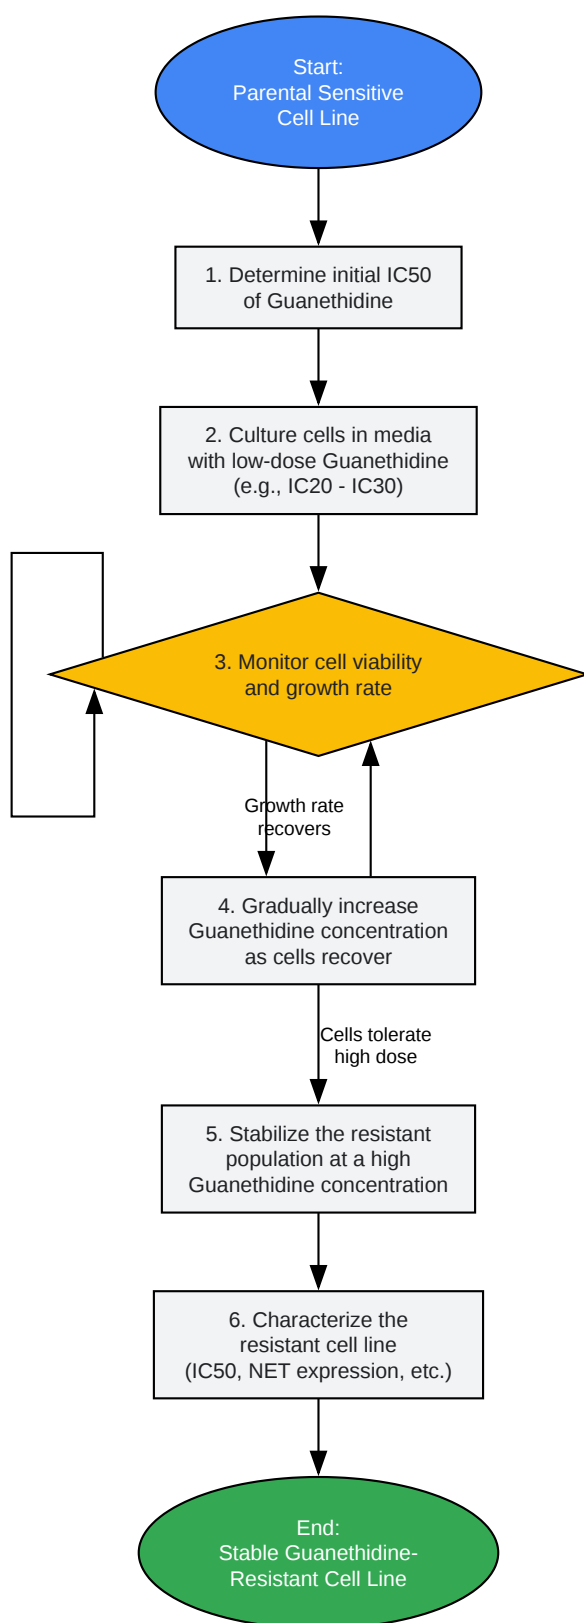 Start:
Parental Sensitive
Cell Line
1. Determine initial IC50
of Guanethidine
2. Culture cells in media
with low-dose Guanethidine
(e.g., IC20 - IC30)
3. Monitor cell viability
and growth rate
Growth rate
recovers
4. Gradually increase
Guanethidine concentration
as cells recover
Cells tolerate
high dose
5. Stabilize the resistant
population at a high
Guanethidine concentration
6. Characterize the
resistant cell line
(IC50, NET expression, etc.)
End:
Stable Guanethidine-
Resistant Cell Line